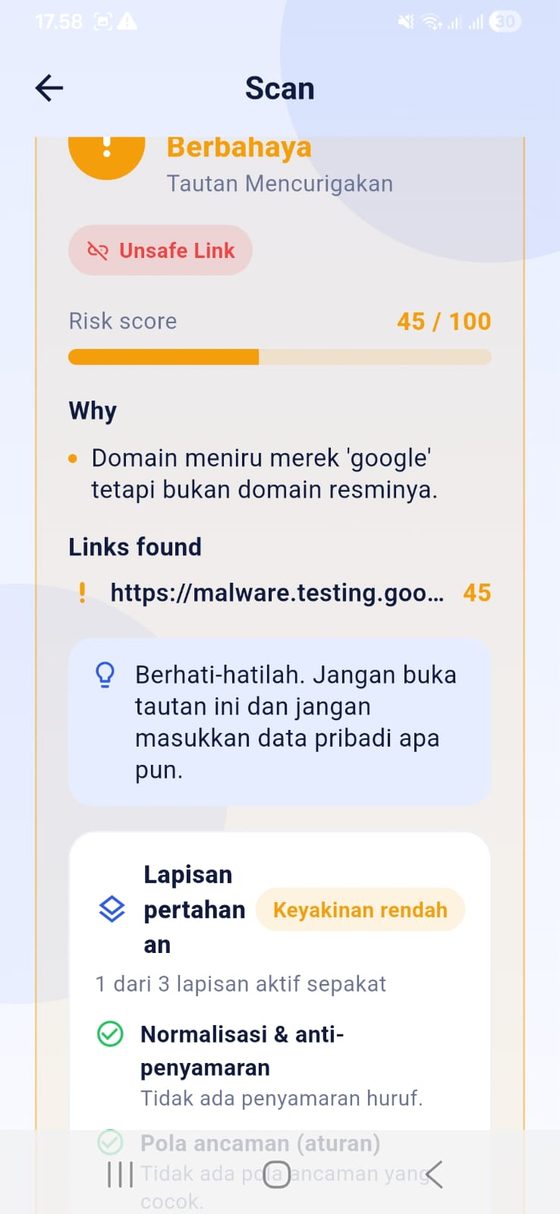 17.58
30
Scan
Berbahaya
Tautan Mencurigakan
Unsafe Link
Risk score
45 / 100
Why
Domain meniru merek 'google'
tetapi bukan domain resminya.
Links found
https://malware.testing.goo…
45
Berhati-hatilah. Jangan buka
tautan ini dan jangan
masukkan data pribadi apa
pun.
Lapisan
pertahan
an
Keyakinan rendah
1 dari 3 lapisan aktif sepakat
Normalisasi & anti-
penyamaran
Tidak ada penyamaran huruf.
Pola ancaman (aturan)
Tidak ada pola ancaman yang
cocok.